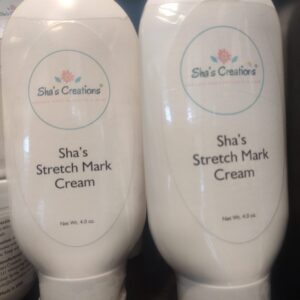 Sha's Creations
Sha's
Stretch Mark
Cream
Net Wt. 4.0 oz.
Sha's Creations
Sha's
Stretch Mark
Cream
Net Wt. 4.0 oz.